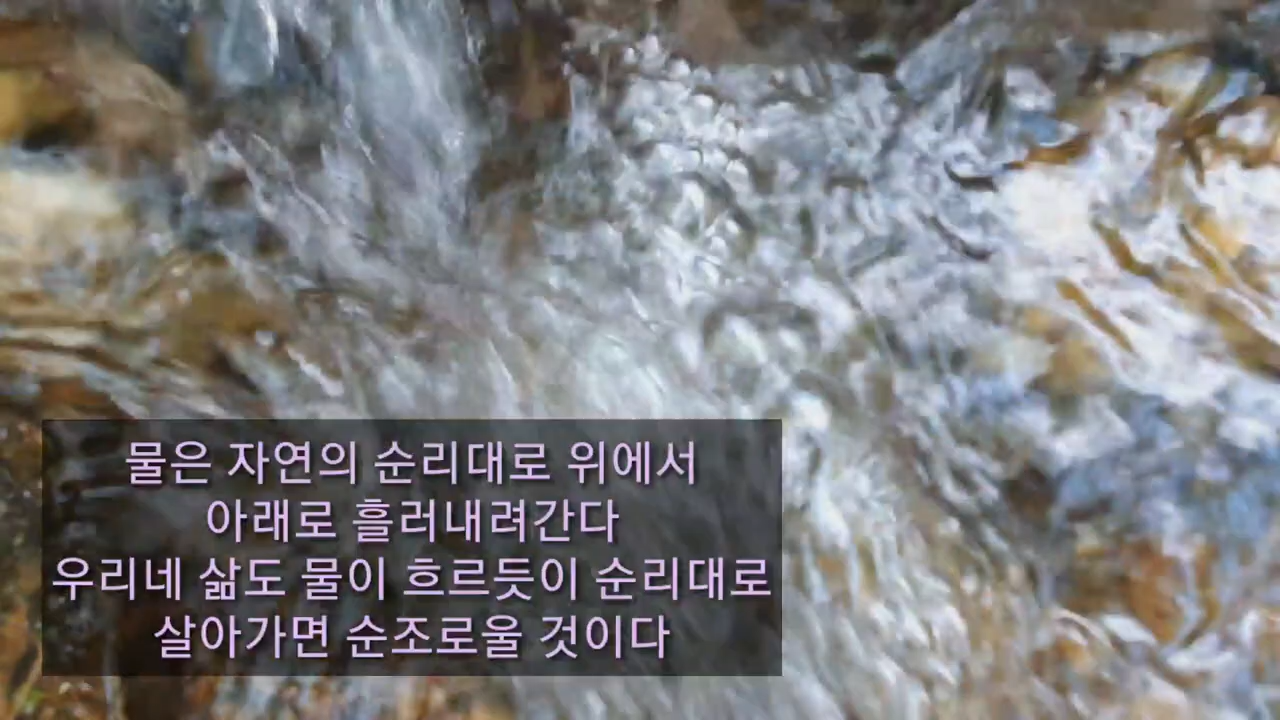 물은 자연의 순리대로 위에서
아래로 흘러내려간다
우리네 삶도 물이 흐르듯이 순리대로
살아가면 순조로울 것이다